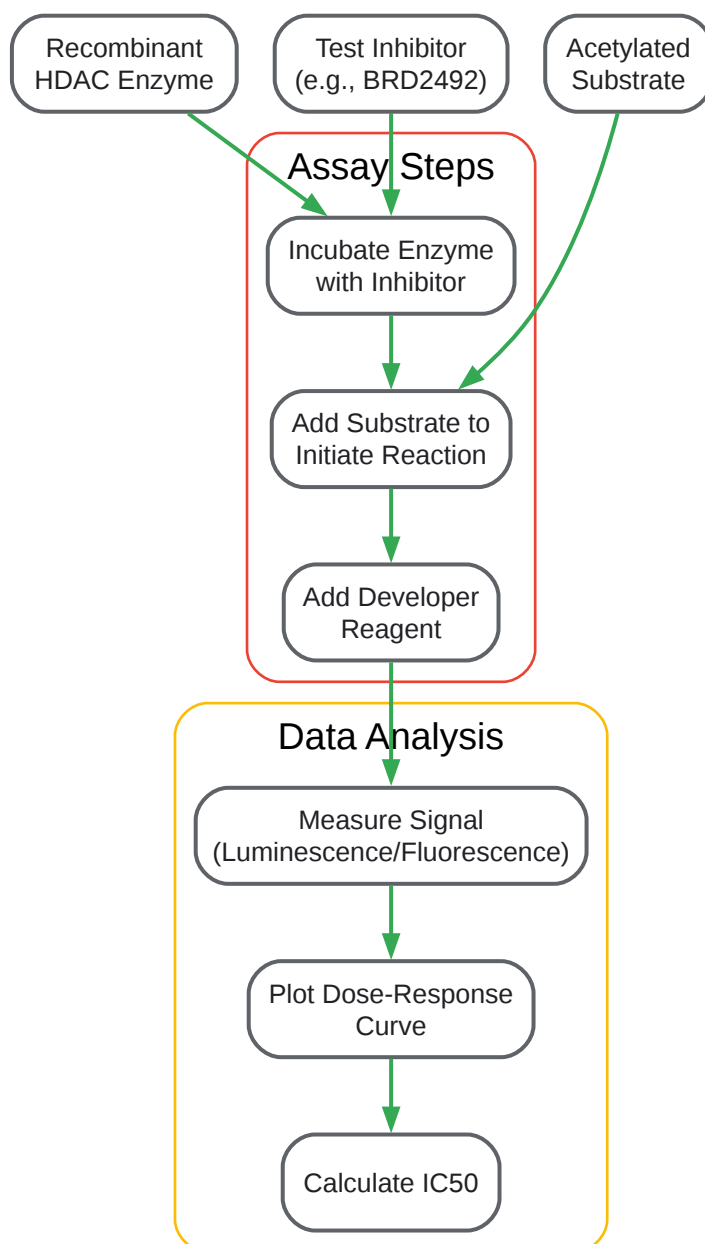 Recombinant
HDAC Enzyme
Test Inhibitor
(e.g., BRD2492)
Acetylated
Substrate
Assay Steps
Incubate Enzyme
with Inhibitor
Add Substrate to
Initiate Reaction
Add Developer
Reagent
Data Analysis
Measure Signal
(Luminescence/Fluorescence)
Plot Dose-Response
Curve
Calculate IC50